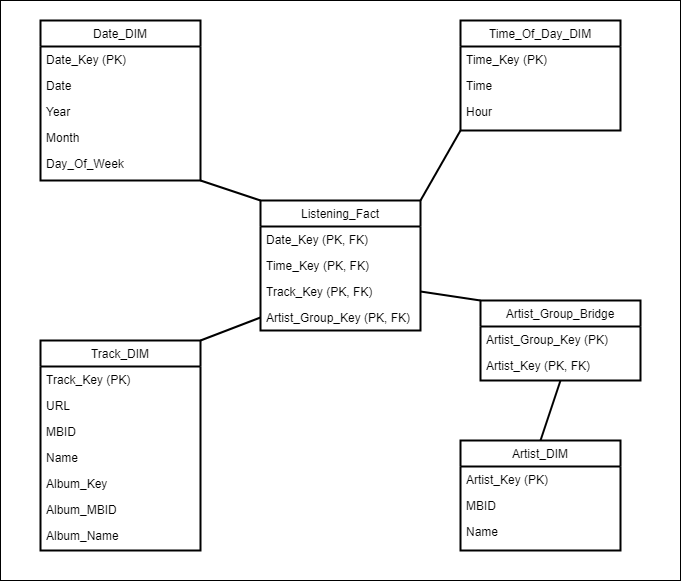 Date_DIM
Date_Key (PK)
Date
Year
Month
Day_Of_Week
Time_Of_Day_DIM
Time_Key (PK)
Time
Hour
Listening_Fact
Date_Key (PK, FK)
Time_Key (PK, FK)
Track_Key (PK, FK)
Artist_Group_Key (PK, FK)
Artist_Group_Bridge
Artist_Group_Key (PK)
Artist_Key (PK, FK)
Track_DIM
Track_Key (PK)
URL
MBID
Name
Album_Key
Album_MBID
Album_Name
Artist_DIM
Artist_Key (PK)
MBID
Name